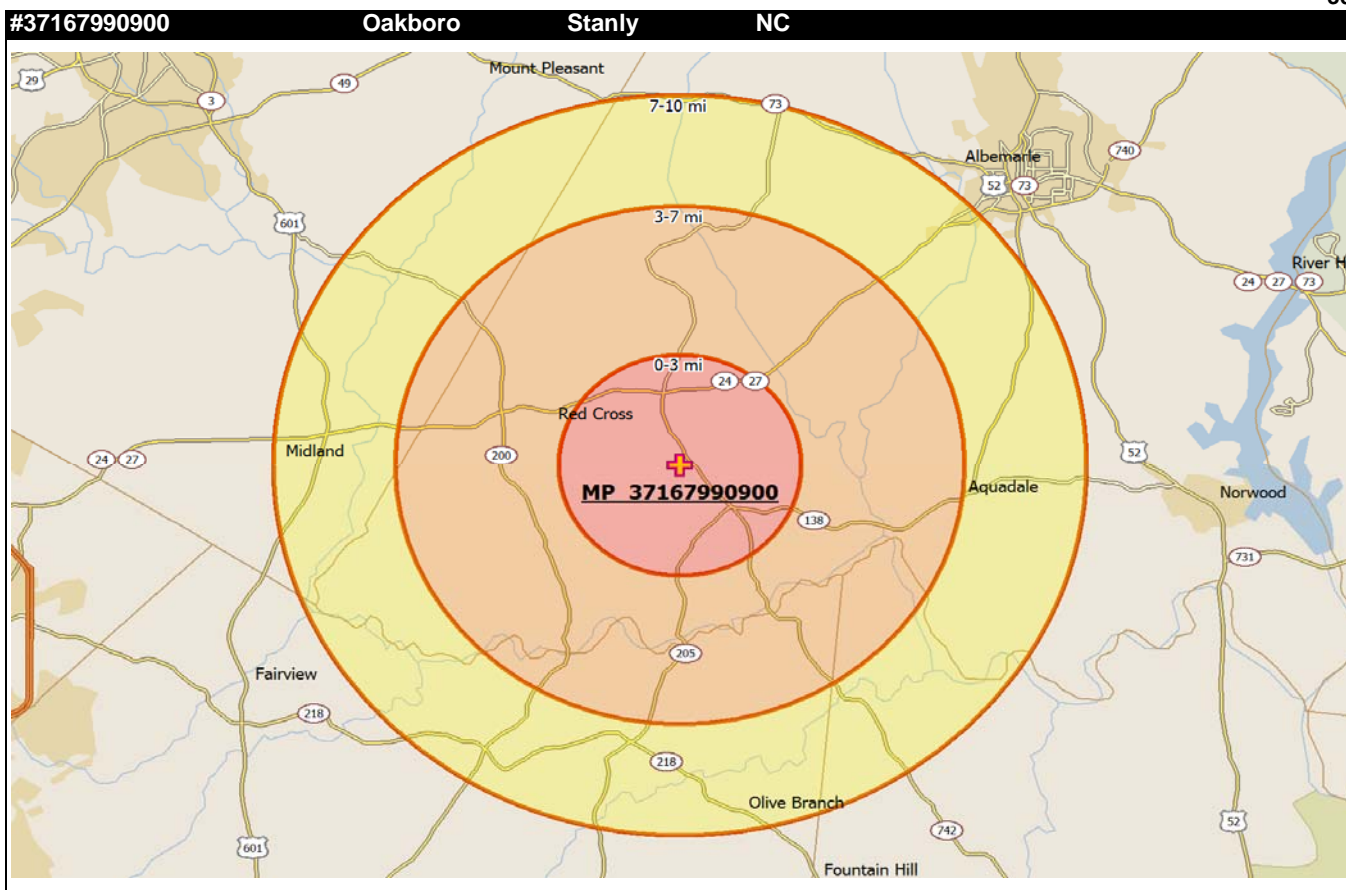 #37167990900 Oakboro Stanly NC
Mount Pleasant
29
49
3
7-10 mi
73
740
Albemarle
52 73
601
3-7 mi
24 27 73
0-3 mi
24 27
Red Cross
Midland
24 27
200
52
Aquadale
Norwood
MP 37167990900
138
731
205
Fairview
218
218
Olive Branch
742
52
601
Fountain Hill